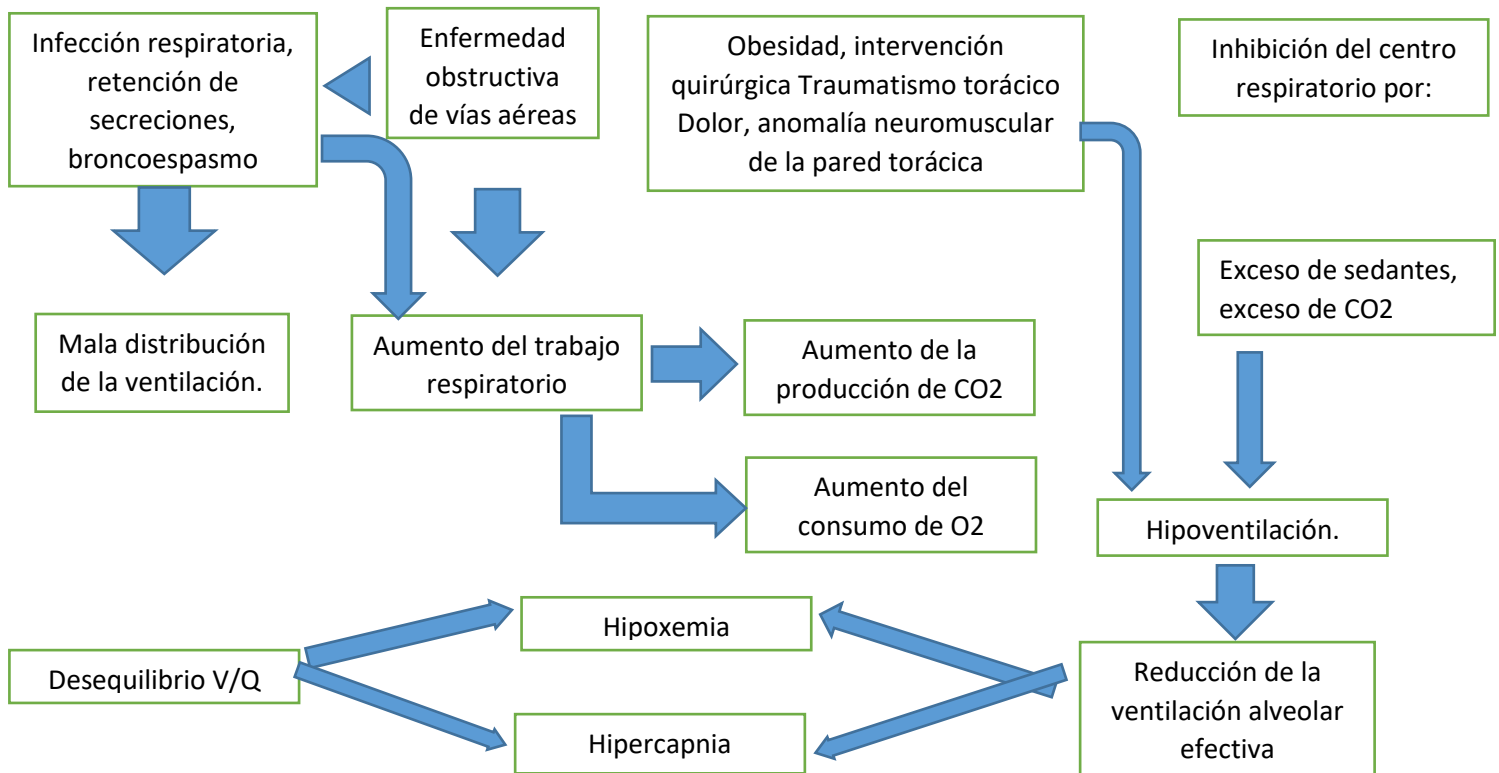 Infección respiratoria,
retención de
secreciones,
broncoespasmo
Enfermedad
obstructiva
de vías aéreas
Obesidad, intervención
quirúrgica Traumatismo torácico
Dolor, anomalía neuromuscular
de la pared torácica
Inhibición del centro
respiratorio por:
Exceso de sedantes,
exceso de CO2
Mala distribución
de la ventilación.
Aumento del trabajo
respiratorio
Aumento de la
producción de CO2
Aumento del
consumo de O2
Hipoventilación.
Hipoxemia
Desequilibrio V/Q
Hipercapnia
Reducción de la
ventilación alveolar
efectiva